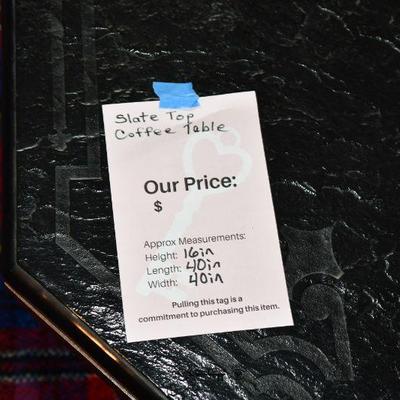 Slate Top
Coffee Table
Our Price:
$
Approx Measurements:
Height: 16in
Length: 40in
Width: 40in
Pulling this tag is a
commitment to purchasing this item.